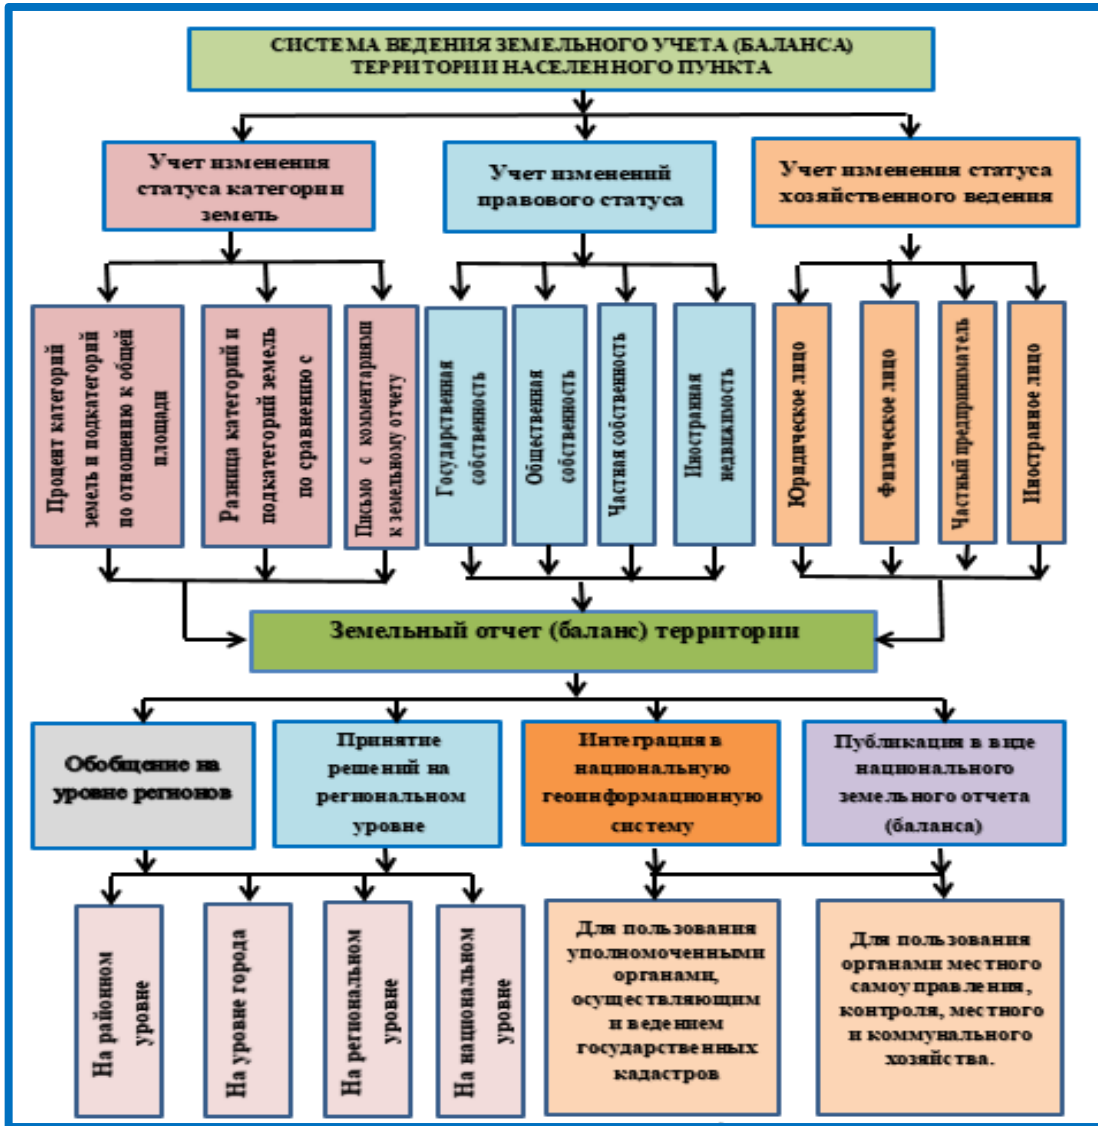 СИСТЕМА ВЕДЕНИЯ ЗЕМЕЛЬНОГО УЧЕТА (БАЛАНСА)
ТЕРРИТОРИИ НАСЕЛЕННОГО ПУНКТА
Учет изменения
статуса категории
земель
Учет изменений
правового статуса
Учет изменения статуса
хозяйственного ведения
Процент категорий
земель и подкатегорий
по отношению к общей
площади
Разница категорий и
подкатегорий земель
по сравнению с
Письмо с комментариями
к земельному отчету
Государственная
собственность
Общественная
собственность
Частная собственность
Иностранная
недвижимость
Юридическое лицо
Физическое лицо
Частный предприниматель
Иностранное лицо
Земельный отчет (баланс) территории
Обобщение на
уровне регионов
Принятие
решений на
региональном
уровне
Интеграция в
национальную
геоинформационную
систему
Публикация в виде
национального
земельного отчета
(баланса)
На районном
уровне
На уровне города
На региональном
уровне
На национальном
уровне
Для пользования
уполномоченными
органами,
осуществляющим
и ведением
государственных
кадастров
Для пользования
органами местного
самоуправления,
контроля, местного
и коммунального
хозяйства.